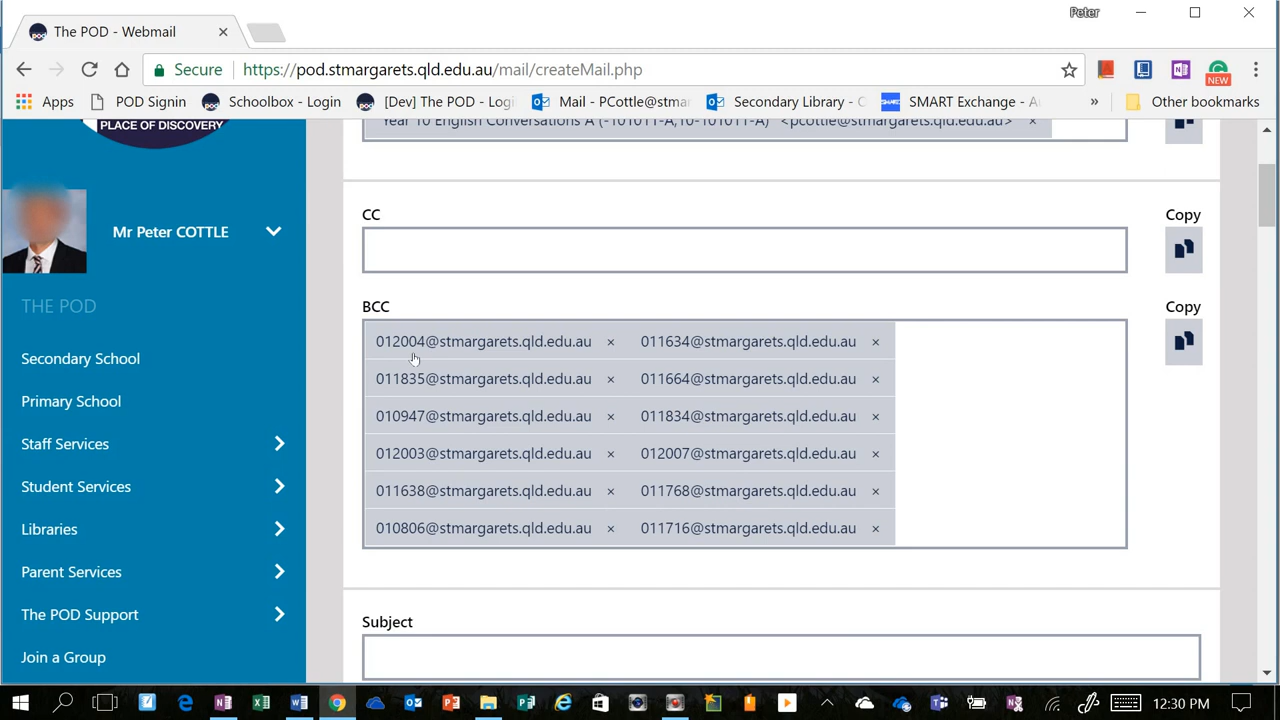 The POD - Webmail
Peter
Secure https://pod.stmargarets.qld.edu.au/mail/createMail.php
NEW
Apps POD Signin Schoolbox - Login [Dev] The POD - Logi Mail - PCottle@stmar Secondary Library - C SMART Exchange - A » Other bookmarks
PLACE OF DISCOVERY
Year 10 English Conversations A (-101011-A,10-101011-A)" <pcottle@stmargarets.qld.edu.au> ×
Mr Peter COTTLE
THE POD
Secondary School
Primary School
Staff Services
Student Services
Libraries
Parent Services
The POD Support
Join a Group
CC Copy
BCC Copy
012004@stmargarets.qld.edu.au × 011634@stmargarets.qld.edu.au ×
011835@stmargarets.qld.edu.au × 011664@stmargarets.qld.edu.au ×
010947@stmargarets.qld.edu.au × 011834@stmargarets.qld.edu.au ×
012003@stmargarets.qld.edu.au × 012007@stmargarets.qld.edu.au ×
011638@stmargarets.qld.edu.au × 011768@stmargarets.qld.edu.au ×
010806@stmargarets.qld.edu.au × 011716@stmargarets.qld.edu.au ×
Subject
12:30 PM